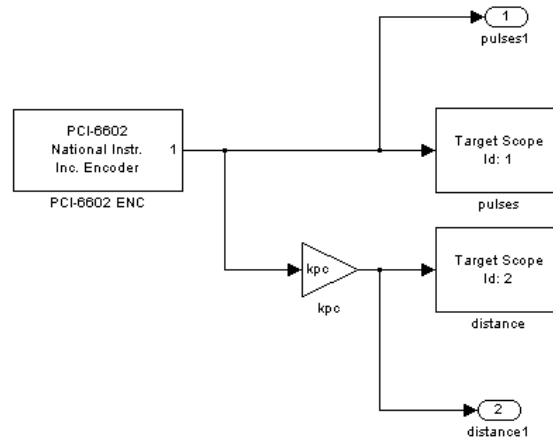 1
pulses1
PCI-6602
National Instr.
Inc. Encoder
1
PCI-6602 ENC
Target Scope
Id: 1
pulses
kpc
kpc
Target Scope
Id: 2
distance
2
distance1